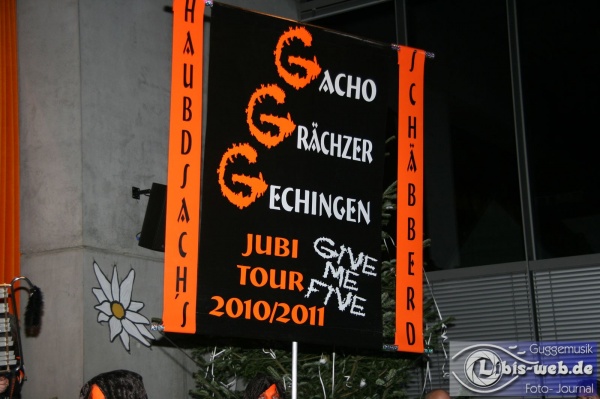 HAUBDSACH'S
GACHO
GRÄCHZER
GECHINGEN
JUBI
TOUR
2010/2011
GIVE
ME
FIVE
SCHÄBBERD
Guggemusik
Libis-web.de
Foto- Journal